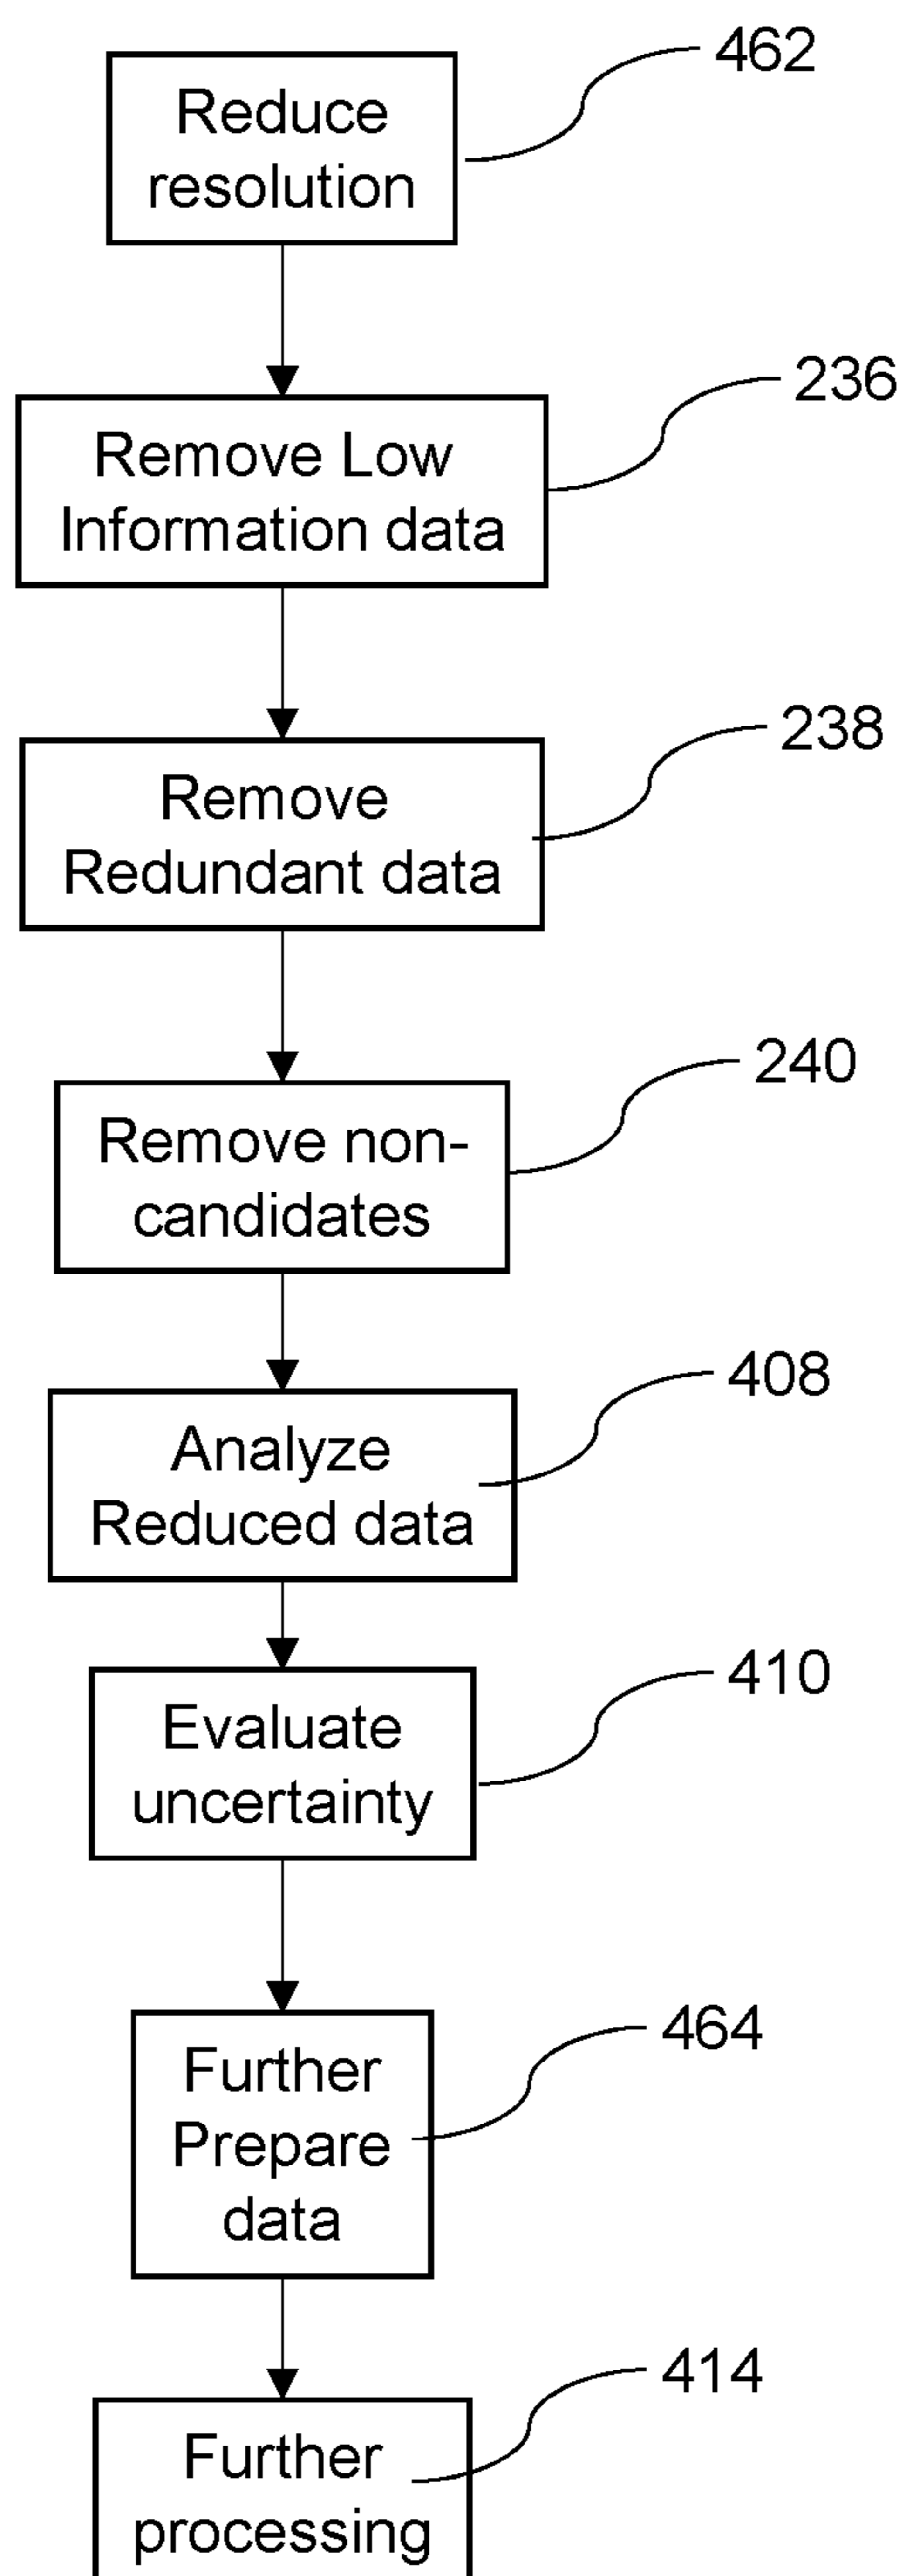 462
Reduce
resolution
236
Remove Low
Information data
238
Remove
Redundant data
240
Remove non-
candidates
408
Analyze
Reduced data
410
Evaluate
uncertainty
464
Further
Prepare
data
414
Further
processing